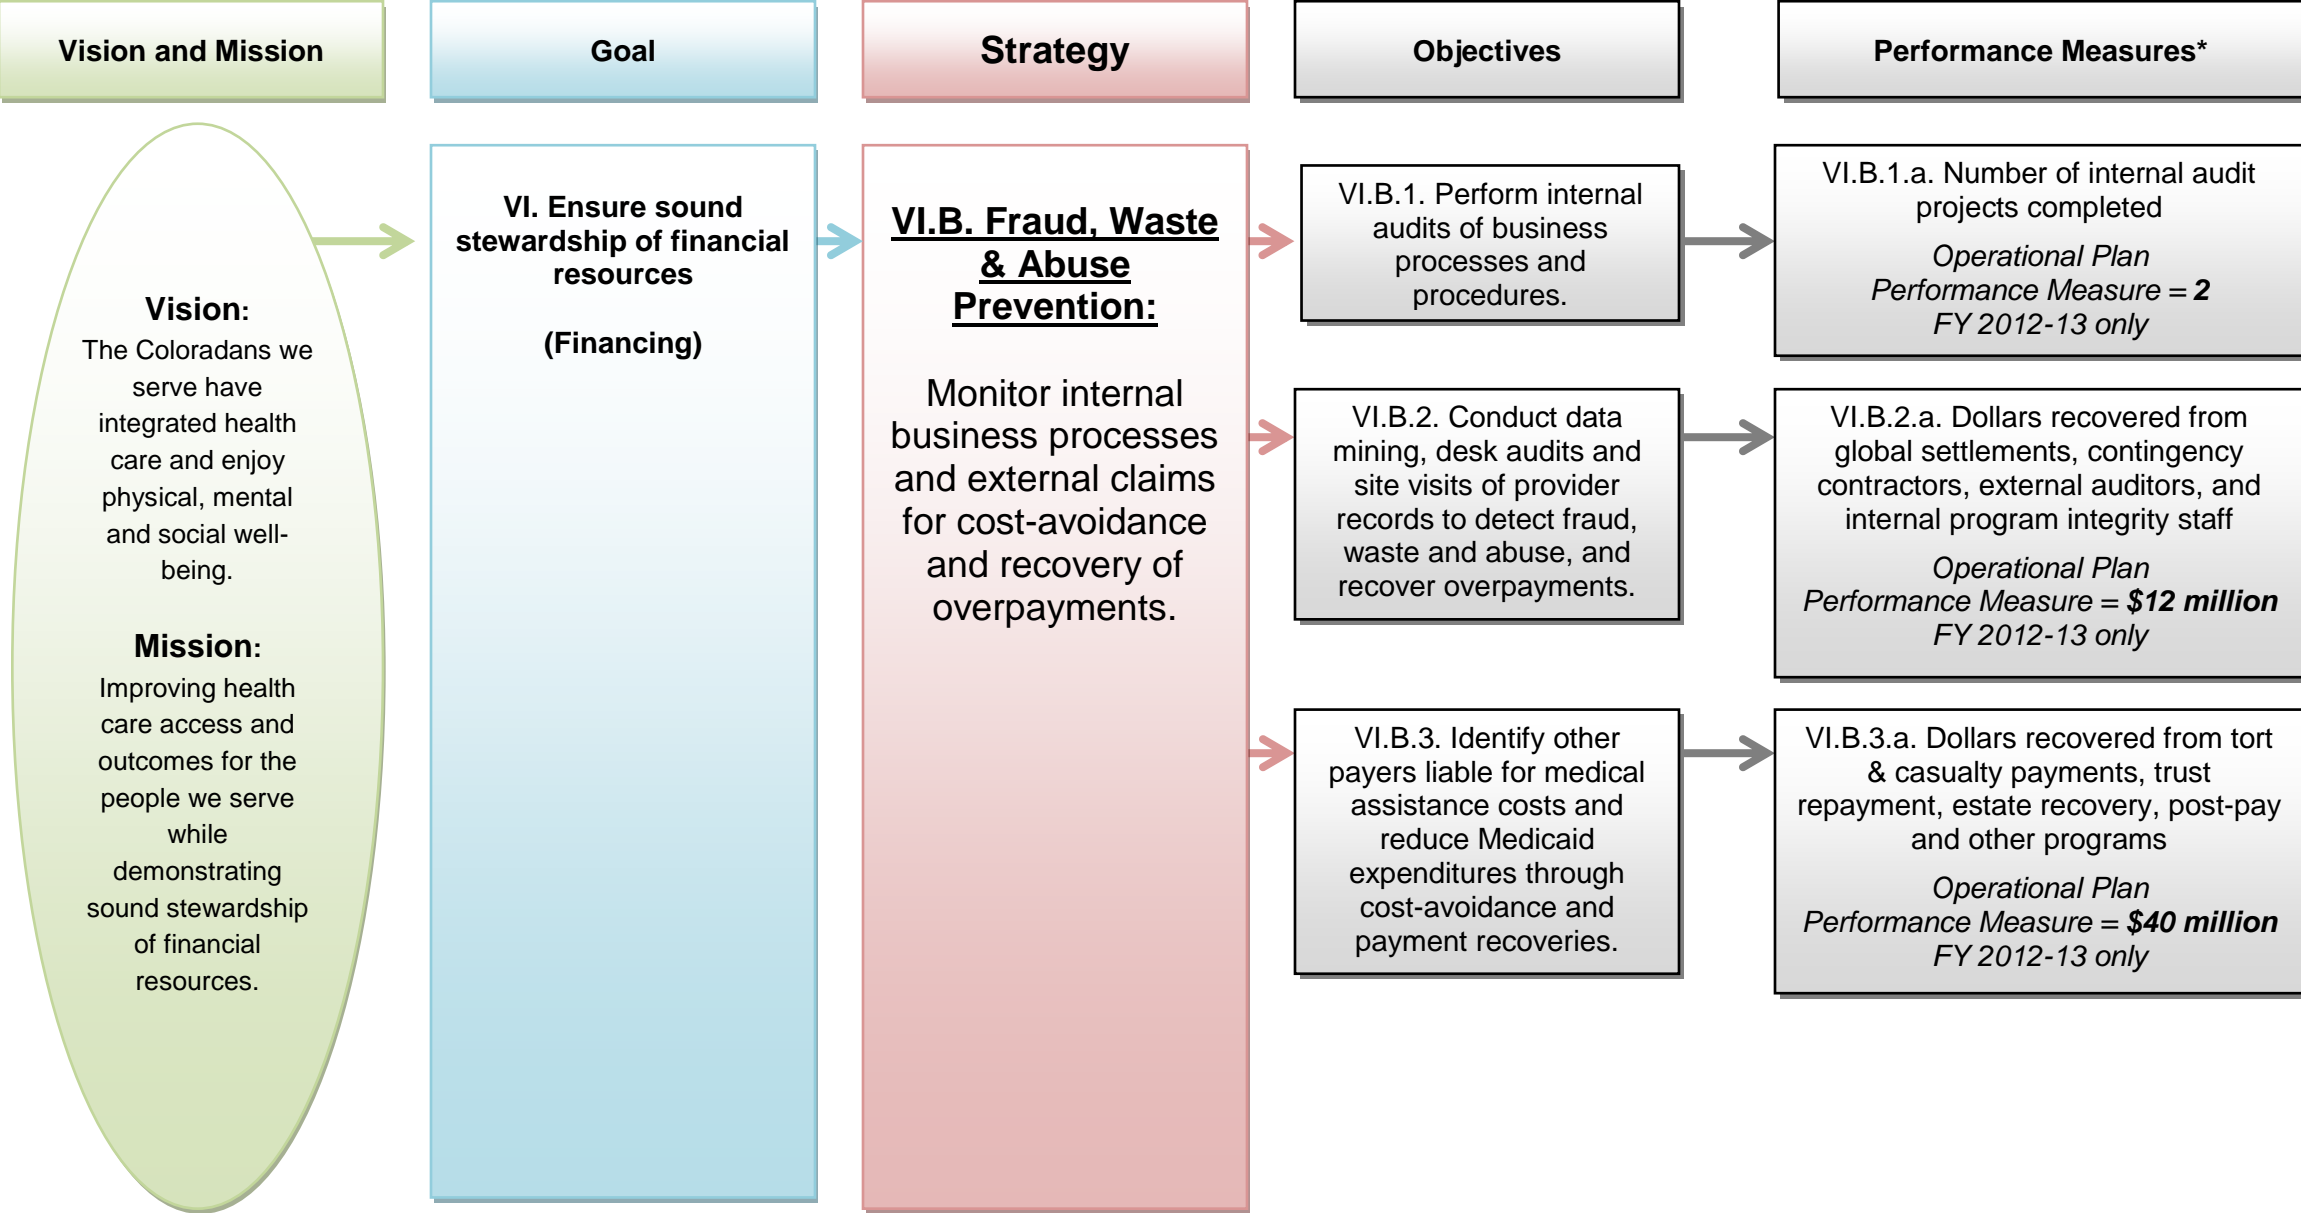 Vision and Mission
Goal
Strategy
Objectives
Performance Measures*
Vision:
The Coloradans we
serve have
integrated health
care and enjoy
physical, mental
and social well-
being.
Mission:
Improving health
care access and
outcomes for the
people we serve
while
demonstrating
sound stewardship
of financial
resources.
VI. Ensure sound
stewardship of financial
resources
(Financing)
VI.B. Fraud, Waste
& Abuse
Prevention:
Monitor internal
business processes
and external claims
for cost-avoidance
and recovery of
overpayments.
VI.B.1. Perform internal
audits of business
processes and
procedures.
VI.B.1.a. Number of internal audit
projects completed
Operational Plan
Performance Measure = 2
FY 2012-13 only
VI.B.2. Conduct data
mining, desk audits and
site visits of provider
records to detect fraud,
waste and abuse, and
recover overpayments.
VI.B.2.a. Dollars recovered from
global settlements, contingency
contractors, external auditors, and
internal program integrity staff
Operational Plan
Performance Measure = $12 million
FY 2012-13 only
VI.B.3. Identify other
payers liable for medical
assistance costs and
reduce Medicaid
expenditures through
cost-avoidance and
payment recoveries.
VI.B.3.a. Dollars recovered from tort
& casualty payments, trust
repayment, estate recovery, post-pay
and other programs
Operational Plan
Performance Measure = $40 million
FY 2012-13 only